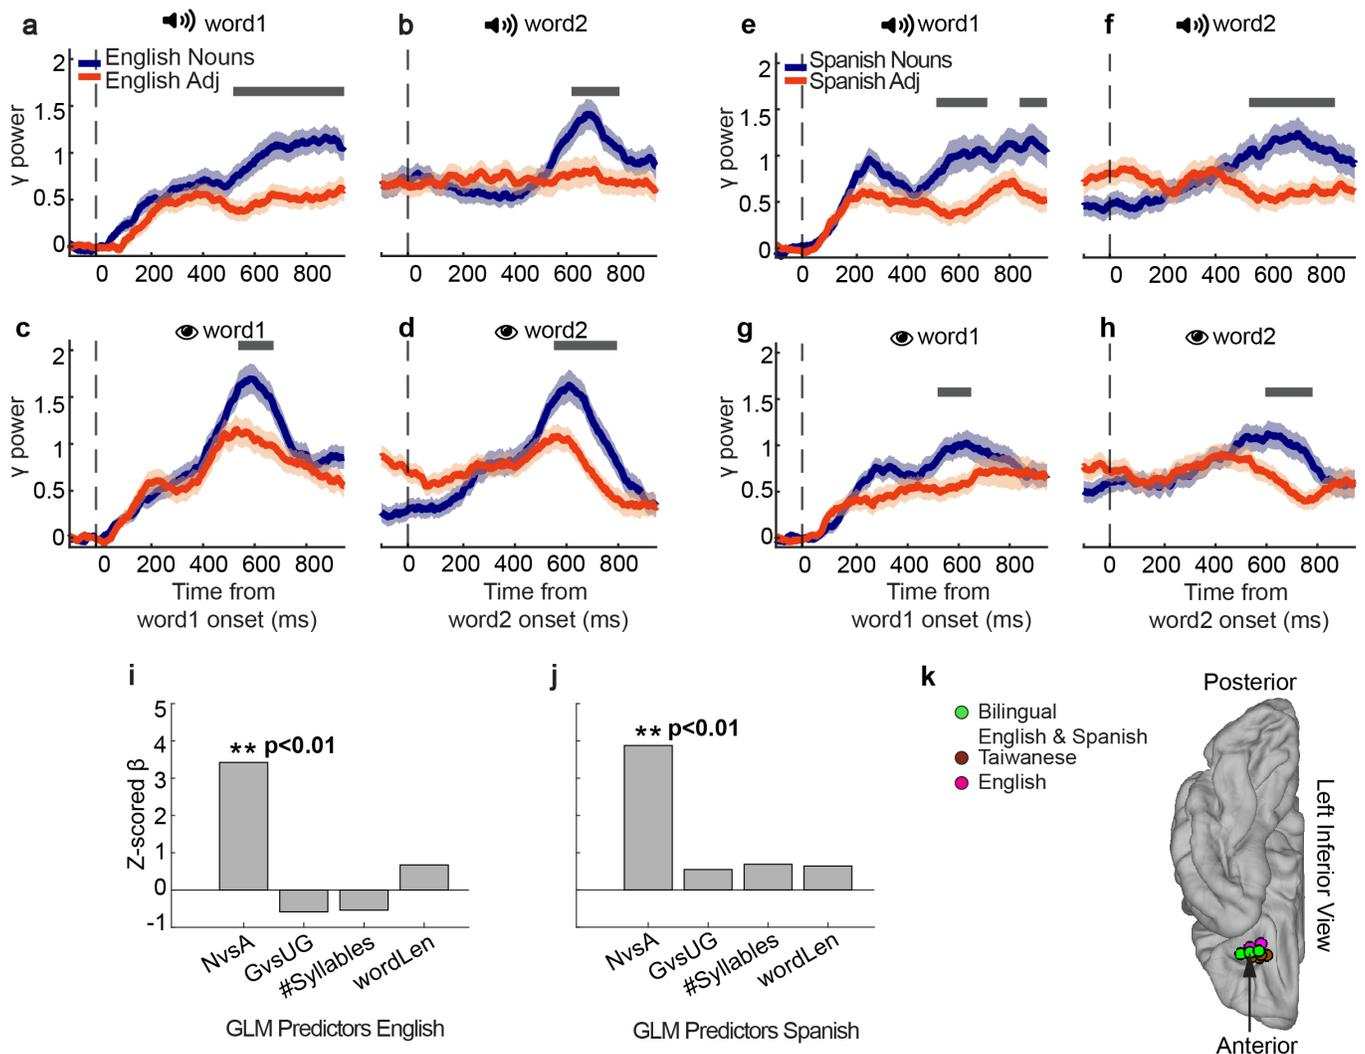 a word1
English Nouns
English Adj
γ power
2
1.5
1
0.5
0
0 200 400 600 800
b word2
0 200 400 600 800
e word1
Spanish Nouns
Spanish Adj
γ power
2
1.5
1
0.5
0
0 200 400 600 800
f word2
0 200 400 600 800
c word1
γ power
2
1.5
1
0.5
0
0 200 400 600 800
Time from
word1 onset (ms)
d word2
0 200 400 600 800
Time from
word2 onset (ms)
g word1
γ power
2
1.5
1
0.5
0
0 200 400 600 800
Time from
word1 onset (ms)
h word2
0 200 400 600 800
Time from
word2 onset (ms)
i
Z-scored β
5
4
3
2
1
0
-1
** p<0.01
NvsA
GvsUG
#Syllables
wordLen
GLM Predictors English
j
** p<0.01
NvsA
GvsUG
#Syllables
wordLen
GLM Predictors Spanish
k
Bilingual
English & Spanish
Taiwanese
English
Posterior
Left Inferior View
Anterior